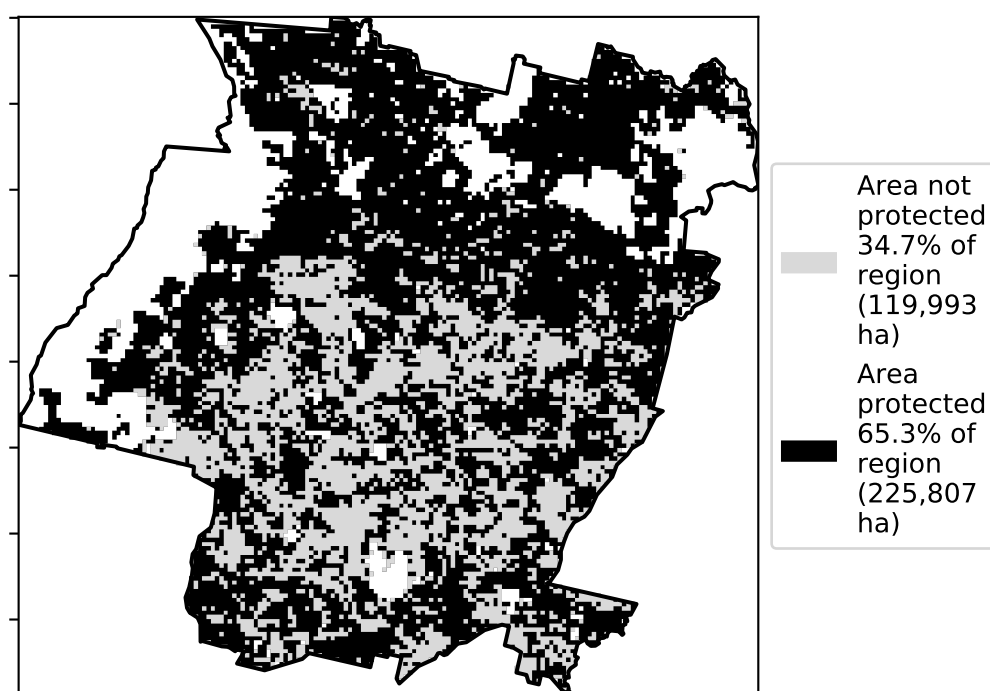 Area not
protected
34.7% of
region
(119,993
ha)
Area
protected
65.3% of
region
(225,807
ha)